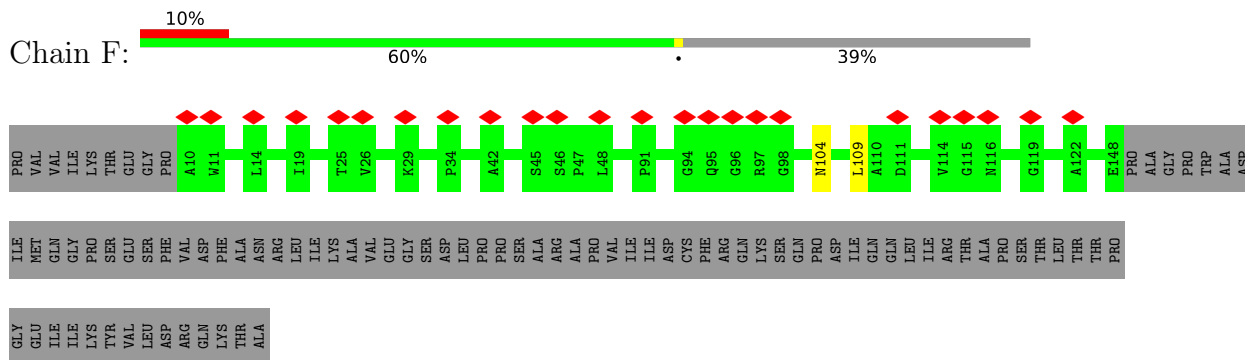 10%
Chain F:
60% • 39%
PRO VAL VAL ILE LYS THR GLU GLY PRO A10 W11 L14 I19 T25 V26 K29 P34 A42 S45 S46 P47 L48 P91 G94 Q95 G96 R97 G98 N104 L109 A110 D111 V114 G115 N116 G119 A122 E148 PRO ALA GLY PRO TRP ALA ASP
ILE MET GLN GLY PRO SER GLU SER PHE VAL ASP PHE ALA ASN ARG LEU ILE LYS ALA VAL GLU GLY SER ASP LEU PRO PRO SER ALA ARG ALA PRO VAL ILE ILE ASP CYS PHE ARG GLN LYS SER GLN PRO ASP ILE GLN GLN LEU ILE ARG THR ALA PRO SER THR LEU THR THR PRO
GLY GLU ILE ILE LYS TYR VAL LEU ASP ARG GLN LYS THR ALA